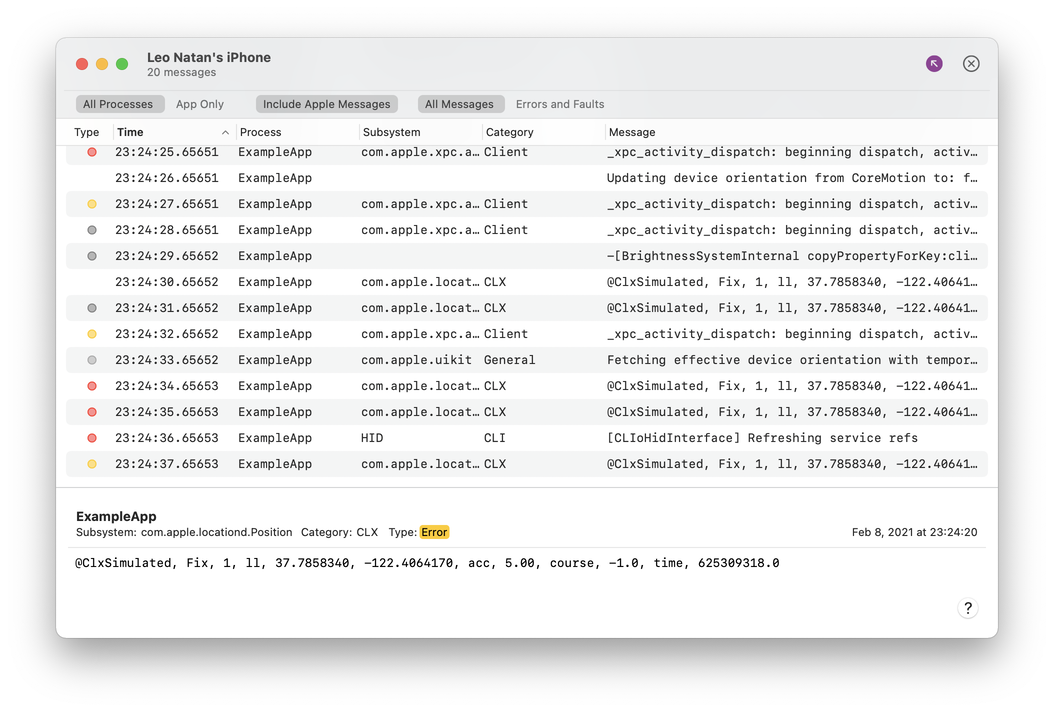 Leo Natan's iPhone
20 messages
All Processes App Only Include Apple Messages All Messages Errors and Faults
Type Time Process Subsystem Category Message
23:24:25.65651 ExampleApp com.apple.xpc.a… Client _xpc_activity_dispatch: beginning dispatch, activ…
23:24:26.65651 ExampleApp Updating device orientation from CoreMotion to: f…
23:24:27.65651 ExampleApp com.apple.xpc.a… Client _xpc_activity_dispatch: beginning dispatch, activ…
23:24:28.65651 ExampleApp com.apple.xpc.a… Client _xpc_activity_dispatch: beginning dispatch, activ…
23:24:29.65652 ExampleApp -[BrightnessSystemInternal copyPropertyForKey:cli…
23:24:30.65652 ExampleApp com.apple.locat… CLX @ClxSimulated, Fix, 1, ll, 37.7858340, -122.40641…
23:24:31.65652 ExampleApp com.apple.locat… CLX @ClxSimulated, Fix, 1, ll, 37.7858340, -122.40641…
23:24:32.65652 ExampleApp com.apple.xpc.a… Client _xpc_activity_dispatch: beginning dispatch, activ…
23:24:33.65652 ExampleApp com.apple.uikit General Fetching effective device orientation with tempor…
23:24:34.65653 ExampleApp com.apple.locat… CLX @ClxSimulated, Fix, 1, ll, 37.7858340, -122.40641…
23:24:35.65653 ExampleApp com.apple.locat… CLX @ClxSimulated, Fix, 1, ll, 37.7858340, -122.40641…
23:24:36.65653 ExampleApp HID CLI [CLIoHidInterface] Refreshing service refs
23:24:37.65653 ExampleApp com.apple.locat… CLX @ClxSimulated, Fix, 1, ll, 37.7858340, -122.40641…
ExampleApp
Subsystem: com.apple.locationd.Position Category: CLX Type: Error Feb 8, 2021 at 23:24:20
@ClxSimulated, Fix, 1, ll, 37.7858340, -122.4064170, acc, 5.00, course, -1.0, time, 625309318.0
?